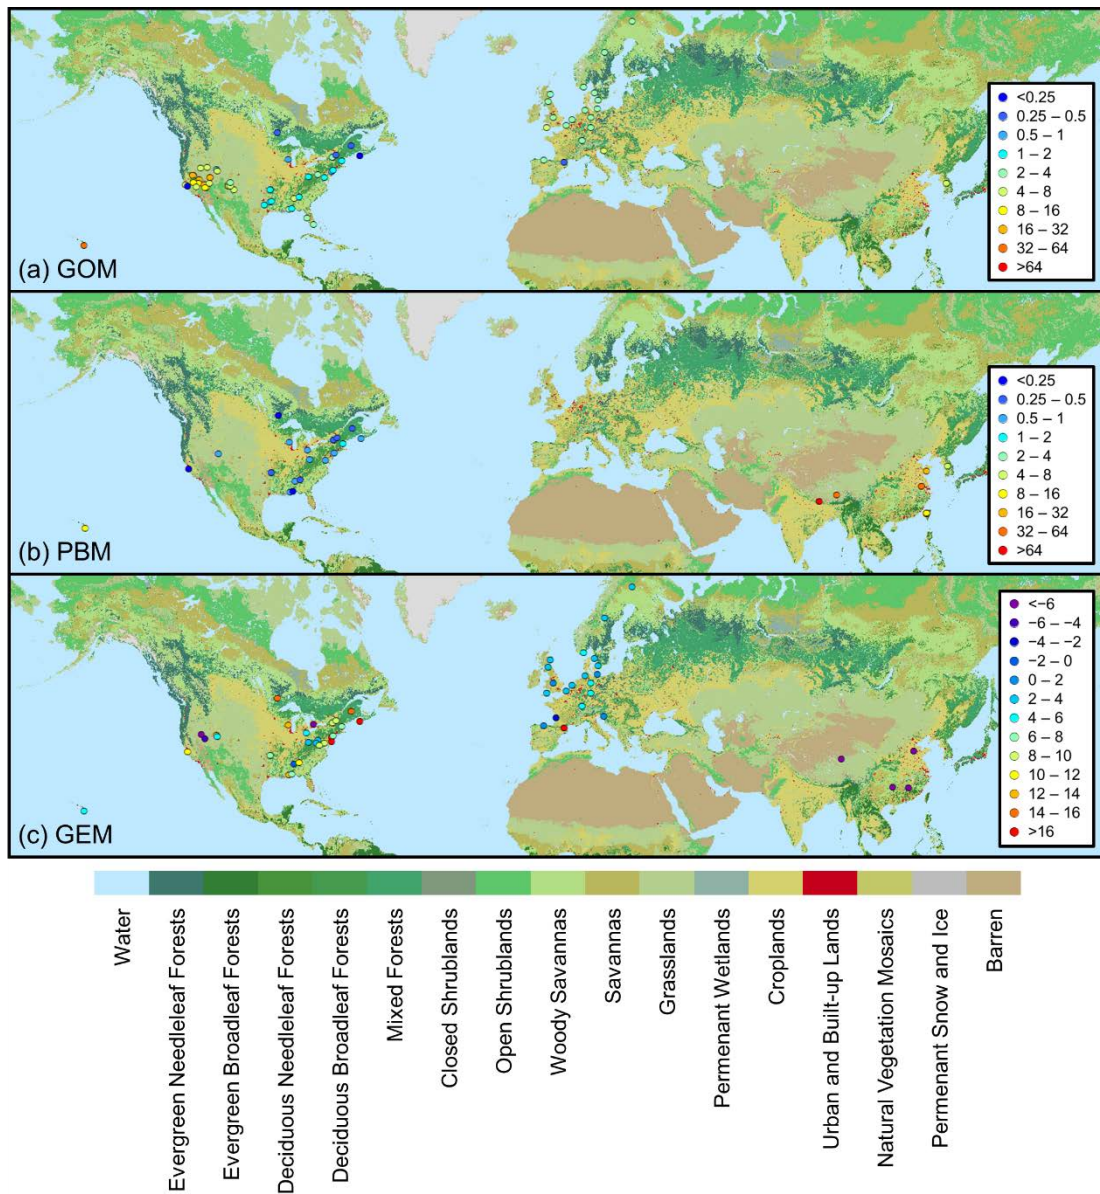 <0.25
0.25 – 0.5
0.5 – 1
1 – 2
2 – 4
4 – 8
8 – 16
16 – 32
32 – 64
>64
(a) GOM
<0.25
0.25 – 0.5
0.5 – 1
1 – 2
2 – 4
4 – 8
8 – 16
16 – 32
32 – 64
>64
(b) PBM
<−6
−6 – −4
−4 – −2
−2 – 0
0 – 2
2 – 4
4 – 6
6 – 8
8 – 10
10 – 12
12 – 14
14 – 16
>16
(c) GEM
Water
Evergreen Needleleaf Forests
Evergreen Broadleaf Forests
Deciduous Needleleaf Forests
Deciduous Broadleaf Forests
Mixed Forests
Closed Shrublands
Open Shrublands
Woody Savannas
Savannas
Grasslands
Permenant Wetlands
Croplands
Urban and Built-up Lands
Natural Vegetation Mosaics
Permenant Snow and Ice
Barren